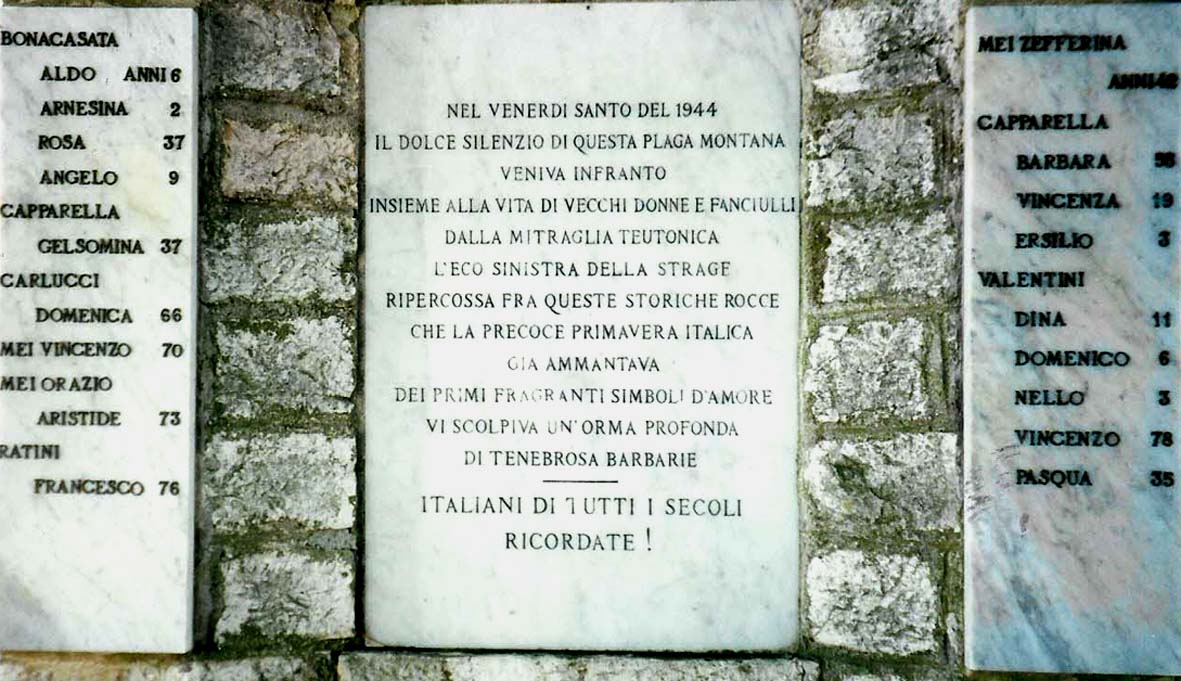 BONACASATA
ALDO ANNI 6
ARNESINA 2
ROSA 37
ANGELO 9
CAPPARELLA
GELSOMINA 37
CARLUCCI
DOMENICA 66
MEI VINCENZO 70
MEI ORAZIO
ARISTIDE 73
RATINI
FRANCESCO 76
NEL VENERDI SANTO DEL 1944
IL DOLCE SILENZIO DI QUESTA PLAGA MONTANA
VENIVA INFRANTO
INSIEME ALLA VITA DI VECCHI DONNE E FANCIULLI
DALLA MITRAGLIA TEUTONICA
L'ECO SINISTRA DELLA STRAGE
RIPERCOSSA FRA QUESTE STORICHE ROCCE
CHE LA PRECOCE PRIMAVERA ITALICA
GIA AMMANTAVA
DEI PRIMI FRAGRANTI SIMBOLI D'AMORE
VI SCOLPIVA UN'ORMA PROFONDA
DI TENEBROSA BARBARIE
ITALIANI DI TUTTI I SECOLI
RICORDATE !
MEI ZEFFERINA
ANNI 42
CAPPARELLA
BARBARA
VINCENZA 19
ERSILIO 3
VALENTINI
DINA 11
DOMENICO 6
NELLO 3
VINCENZO 78
PASQUA 35